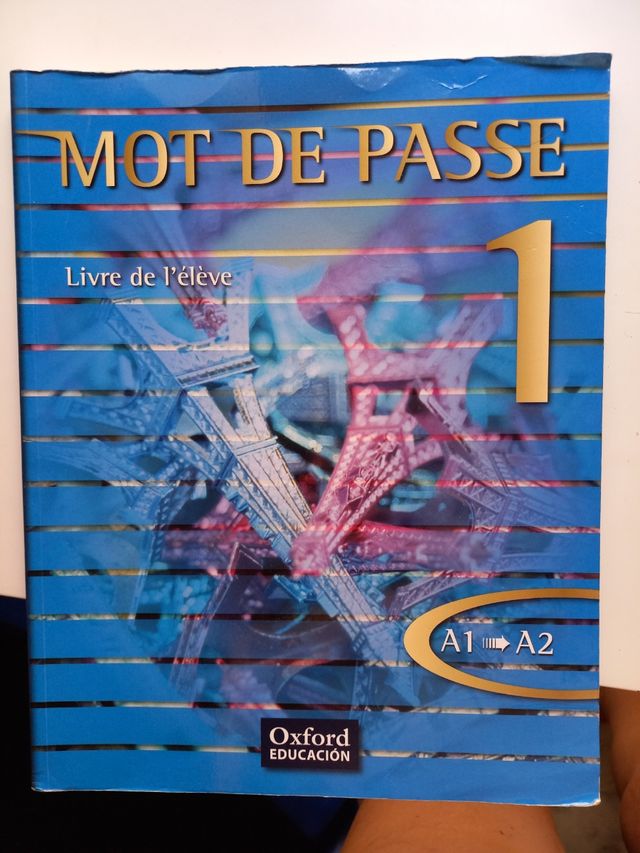 MOT DE PASSE
1
Livre de l'élève
A1 ➡ A2
Oxford
EDUCACIÓN